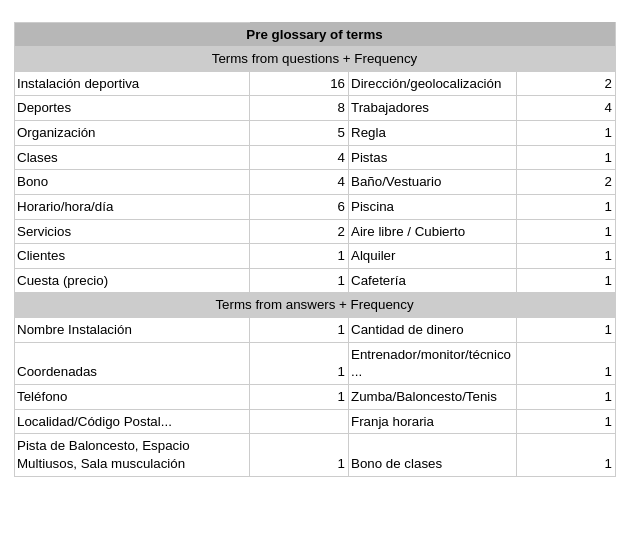 Pre glossary of terms
Terms from questions + Frequency
Instalación deportiva 16 Dirección/geolocalización 2
Deportes 8 Trabajadores 4
Organización 5 Regla 1
Clases 4 Pistas 1
Bono 4 Baño/Vestuario 2
Horario/hora/día 6 Piscina 1
Servicios 2 Aire libre / Cubierto 1
Clientes 1 Alquiler 1
Cuesta (precio) 1 Cafetería 1
Terms from answers + Frequency
Nombre Instalación 1 Cantidad de dinero 1
Entrenador/monitor/técnico
Coordenadas 1 ... 1
Teléfono 1 Zumba/Baloncesto/Tenis 1
Localidad/Código Postal... Franja horaria 1
Pista de Baloncesto, Espacio
Multiusos, Sala musculación 1 Bono de clases 1